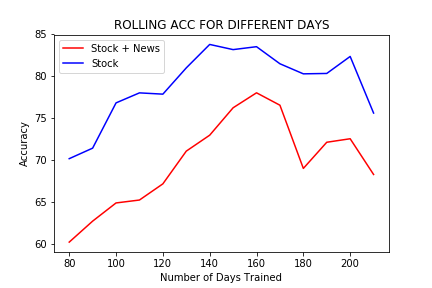 ROLLING ACC FOR DIFFERENT DAYS
85
80
75
70
65
60
Accuracy
Stock + News
Stock
80 100 120 140 160 180 200
Number of Days Trained